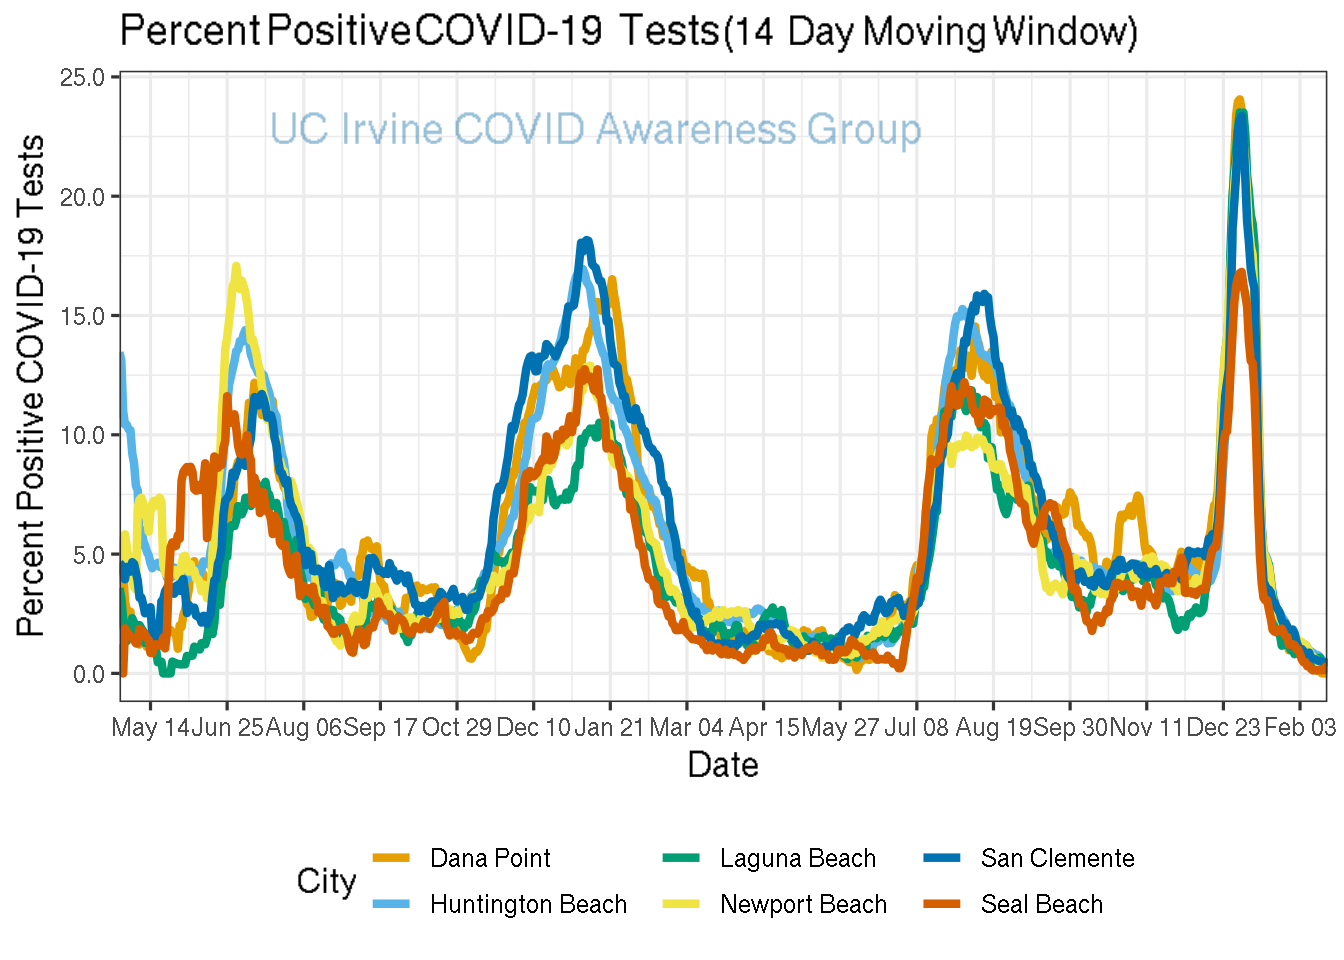 Percent Positive COVID-19 Tests(14 Day Moving Window)
UC Irvine COVID Awareness Group
Percent Positive COVID-19 Tests
25.0
20.0
15.0
10.0
5.0
0.0
May 14 Jun 25 Aug 06 Sep 17 Oct 29 Dec 10 Jan 21 Mar 04 Apr 15 May 27 Jul 08 Aug 19 Sep 30 Nov 11 Dec 23 Feb 03
Date
City
Dana Point Laguna Beach San Clemente
Huntington Beach Newport Beach Seal Beach